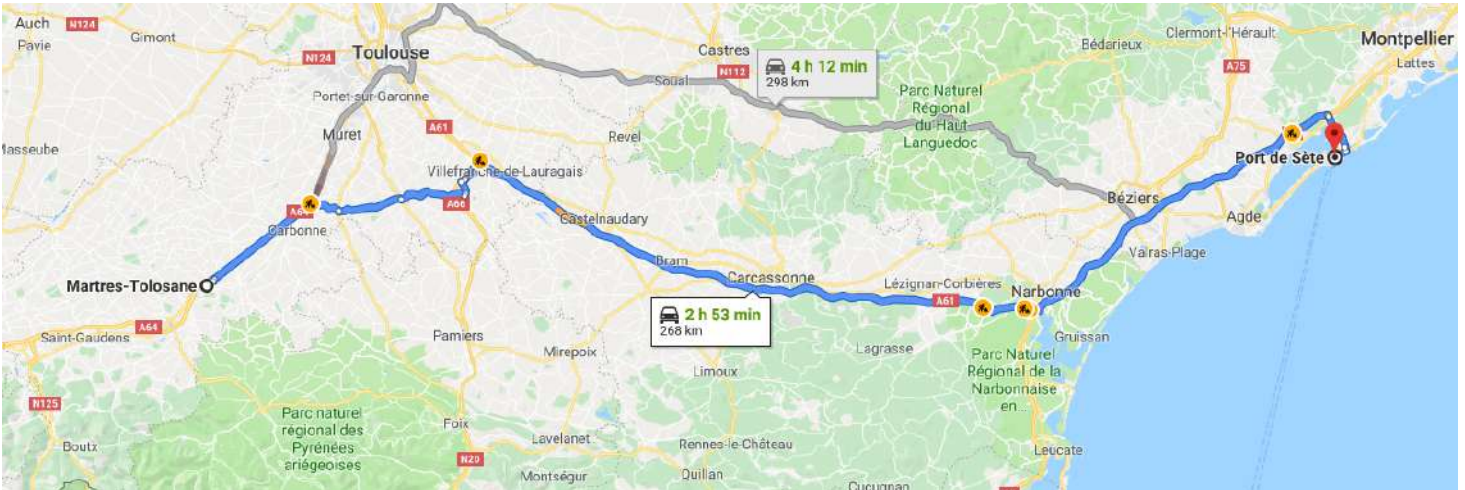 Auch
N124
Pavie
Gimont
N124
Toulouse
Castres
N112
4 h 12 min
298 km
Soual
Bédarieux
Clermont-l'Hérault
A75
Montpellier
Lattes
Portet-sur-Garonne
Parc Naturel
Régional
du Haut
Languedoc
Masseube
Muret
A61
Revel
Villefranche-de-Lauragais
Port de Sète
A64
A66
Béziers
Carbonne
Castelnaudary
Agde
Valras-Plage
Martres-Tolosane
Bram
Carcassonne
Lézignan-Corbières
A61
Narbonne
2 h 53 min
268 km
Saint-Gaudens
A64
Pamiers
Mirepoix
Lagrasse
Gruissan
Limoux
Parc Naturel
Régional de la
Narbonnaise
en...
N125
Parc naturel
régional des
Pyrénées
ariégeoises
Foix
Boutx
N20
Lavelanet
Rennes-le-Château
Leucate
Montségur
Quillan
Cucugnan